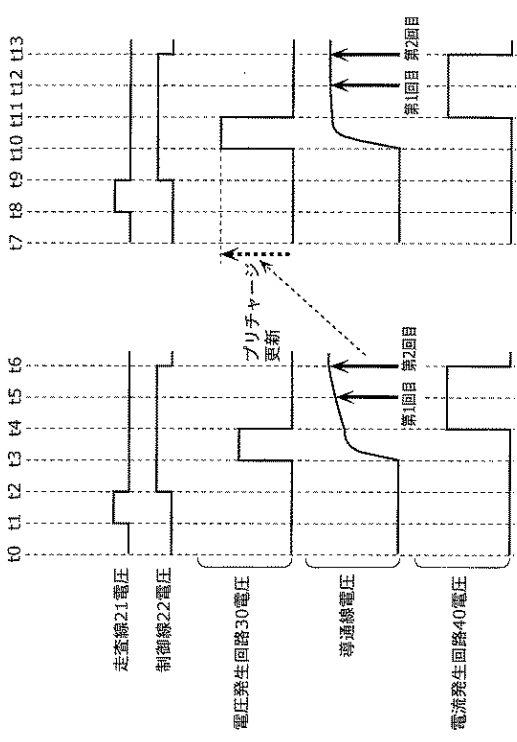 t0 t1 t2 t3 t4 t5 t6 t7 t8 t9 t10 t11 t12 t13
走査線21電圧
制御線22電圧
電圧発生回路30電圧
プリチャージ
更新
導通線電圧
第1回目 第2回目
第1回目 第2回目
電流発生回路40電圧